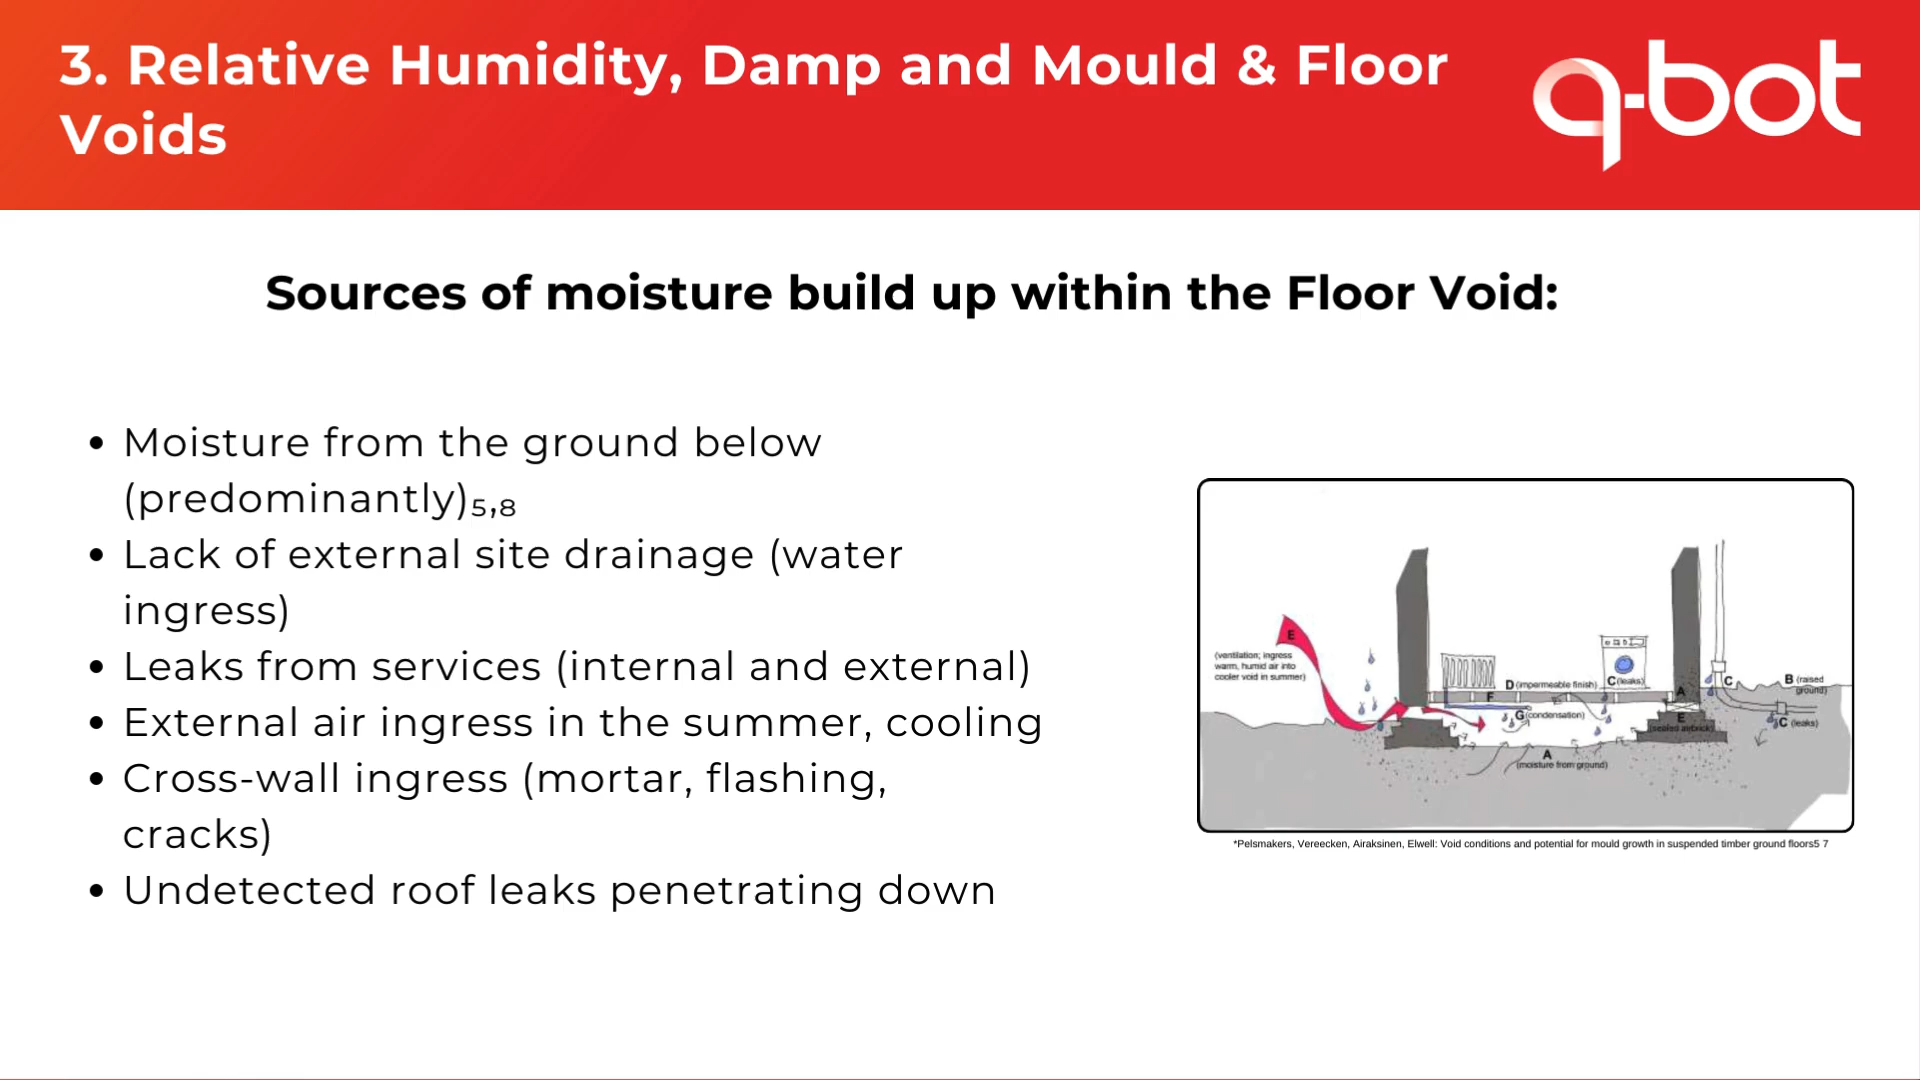 3. Relative Humidity, Damp and Mould & Floor
Voids
q-bot
Sources of moisture build up within the Floor Void:
• Moisture from the ground below
(predominantly)5,8
• Lack of external site drainage (water
ingress)
• Leaks from services (internal and external)
• External air ingress in the summer, cooling
• Cross-wall ingress (mortar, flashing,
cracks)
• Undetected roof leaks penetrating down
E
(ventilation; ingress
warm, humid air into
cooler void in summer)
D (impermeable finish)
C (leaks)
F
G (condensation)
A
(moisture from ground)
A
E
(sealed airbrick)
C
B (raised
ground)
C (leaks)
*Pelsmakers, Vereecken, Airaksinen, Elwell: Void conditions and potential for mould growth in suspended timber ground floors5 7